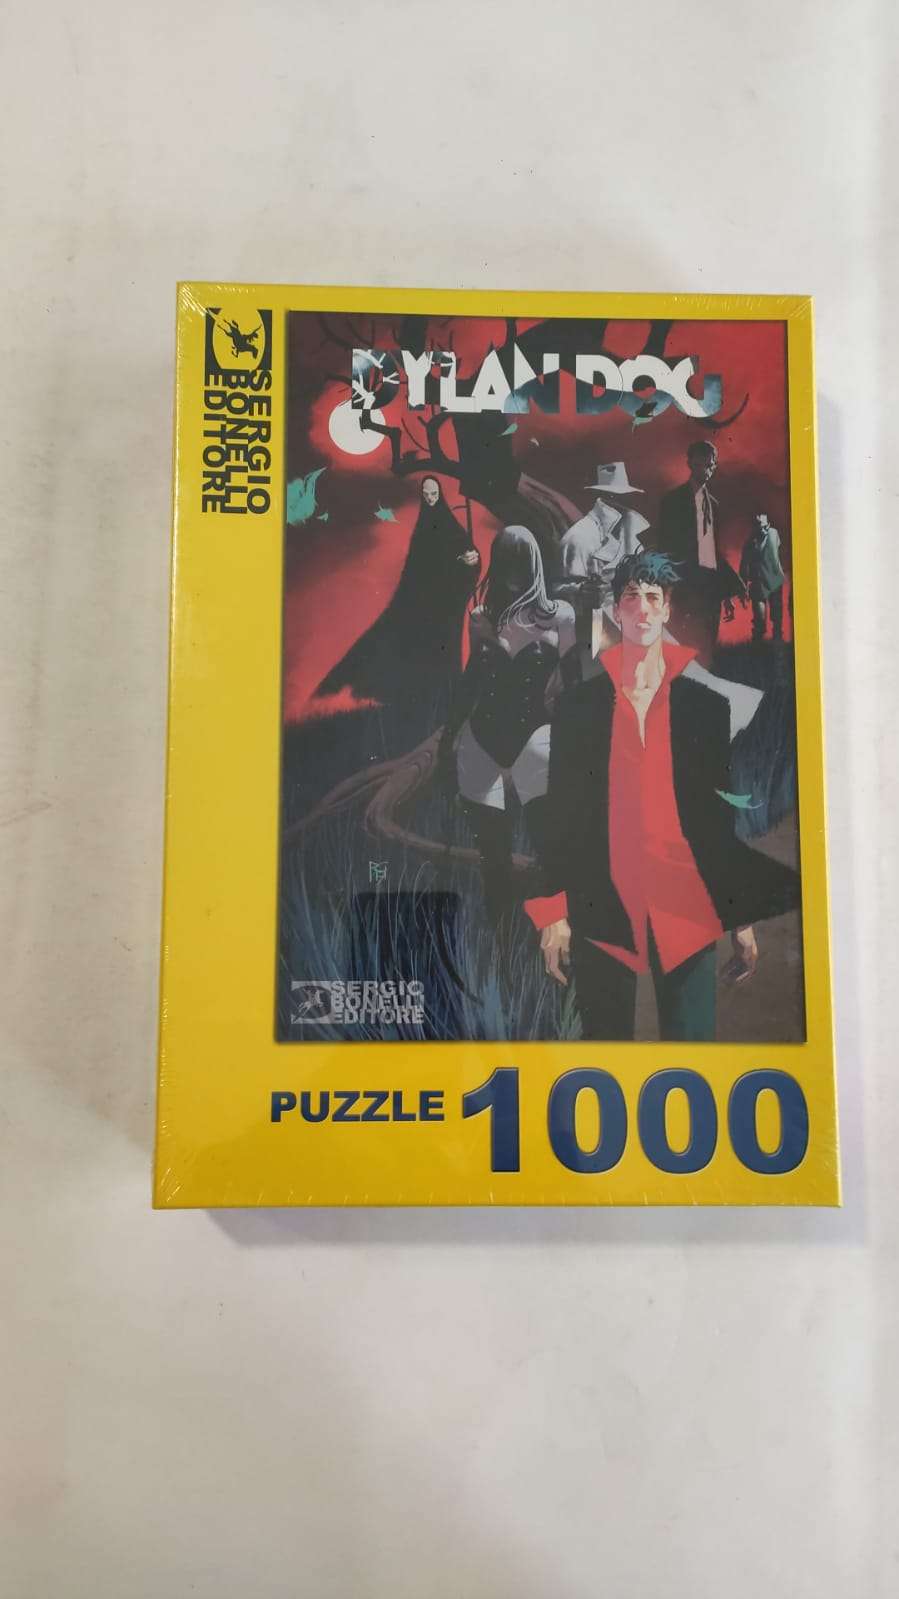 SERGIO
BONELLI
EDITORE
DYLAN DOG
SERGIO
BONELLI
EDITORE
PUZZLE 1000